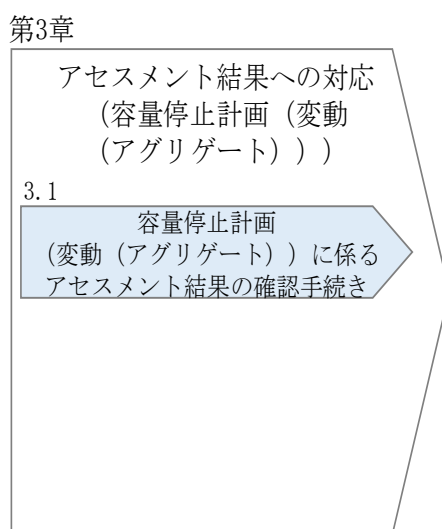 第3章
アセスメント結果への対応
（容量停止計画（変動
（アグリゲート）））
3.1
容量停止計画
（変動（アグリゲート））に係る
アセスメント結果の確認手続き